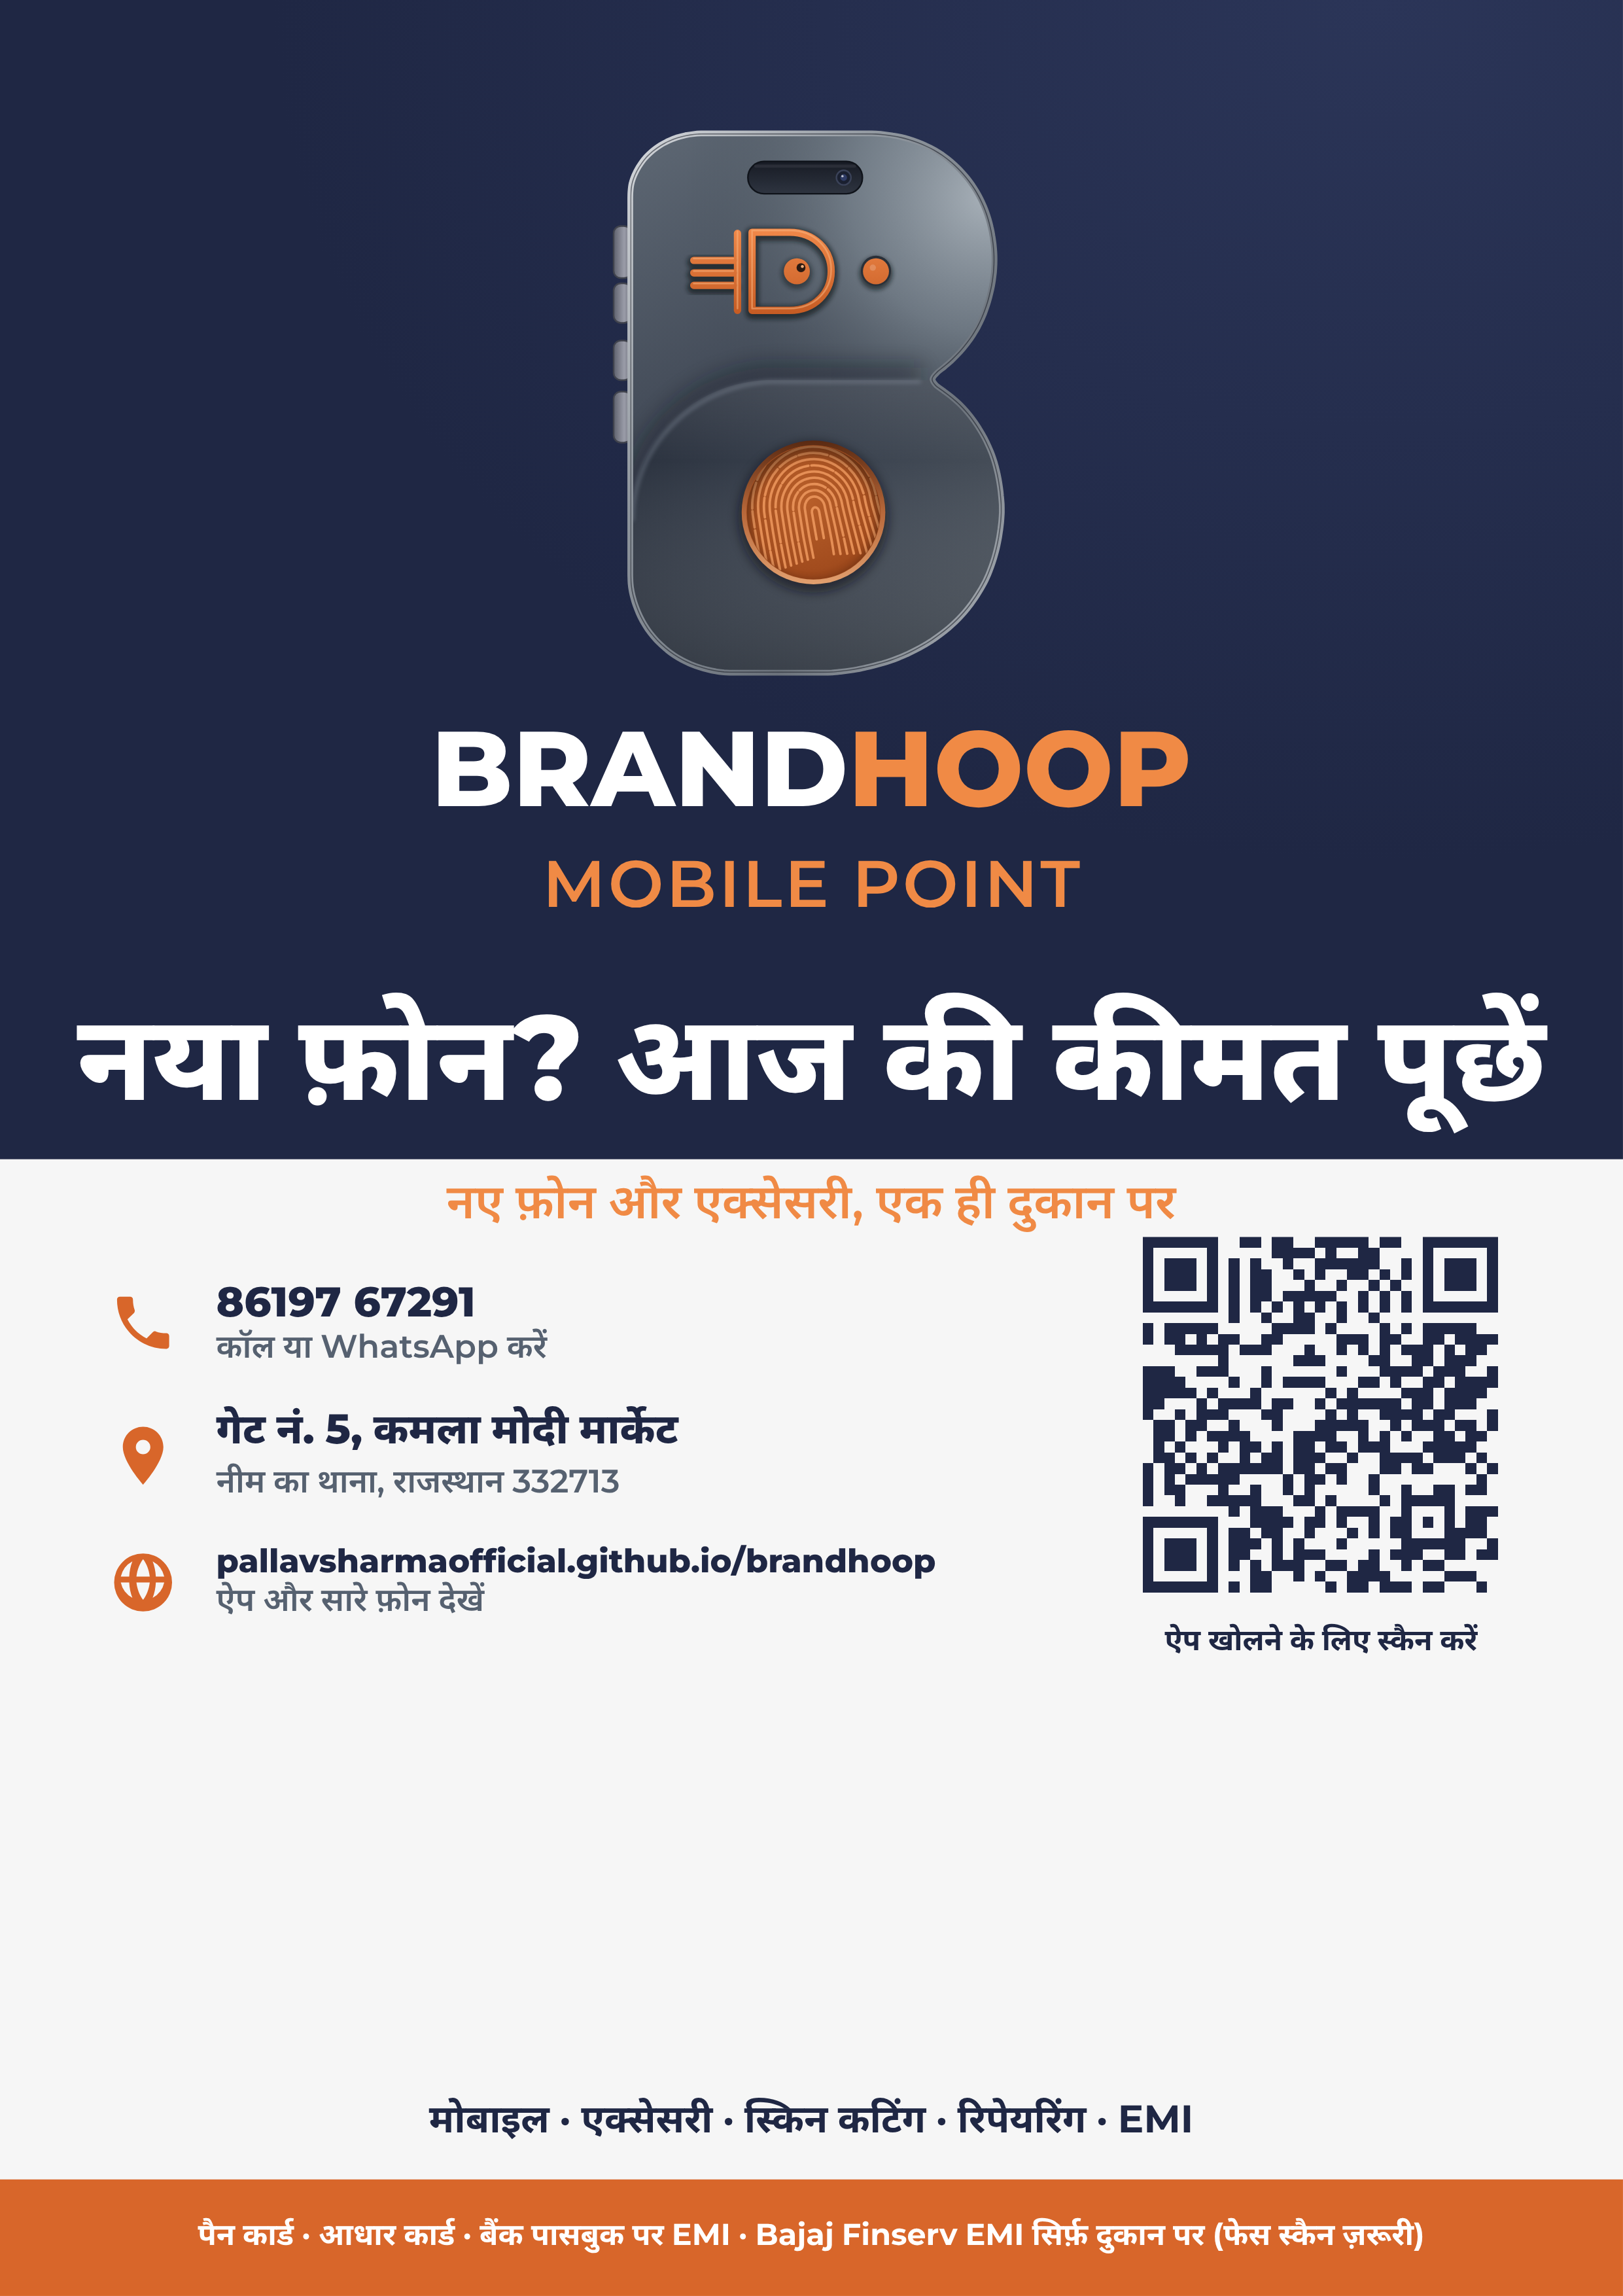 BRANDHOOP
MOBILE POINT
नया फ़ोन? आज की कीमत पूछें
नए फ़ोन और एक्सेसरी, एक ही दुकान पर
86197 67291
कॉल या WhatsApp करें
गेट नं. 5, कमला मोदी मार्केट
नीम का थाना, राजस्थान 332713
pallavsharmaofficial.github.io/brandhoop
ऐप और सारे फ़ोन देखें
ऐप खोलने के लिए स्कैन करें
मोबाइल · एक्सेसरी · स्किन कटिंग · रिपेयरिंग · EMI
पैन कार्ड · आधार कार्ड · बैंक पासबुक पर EMI · Bajaj Finserv EMI सिर्फ़ दुकान पर (फेस स्कैन ज़रूरी)